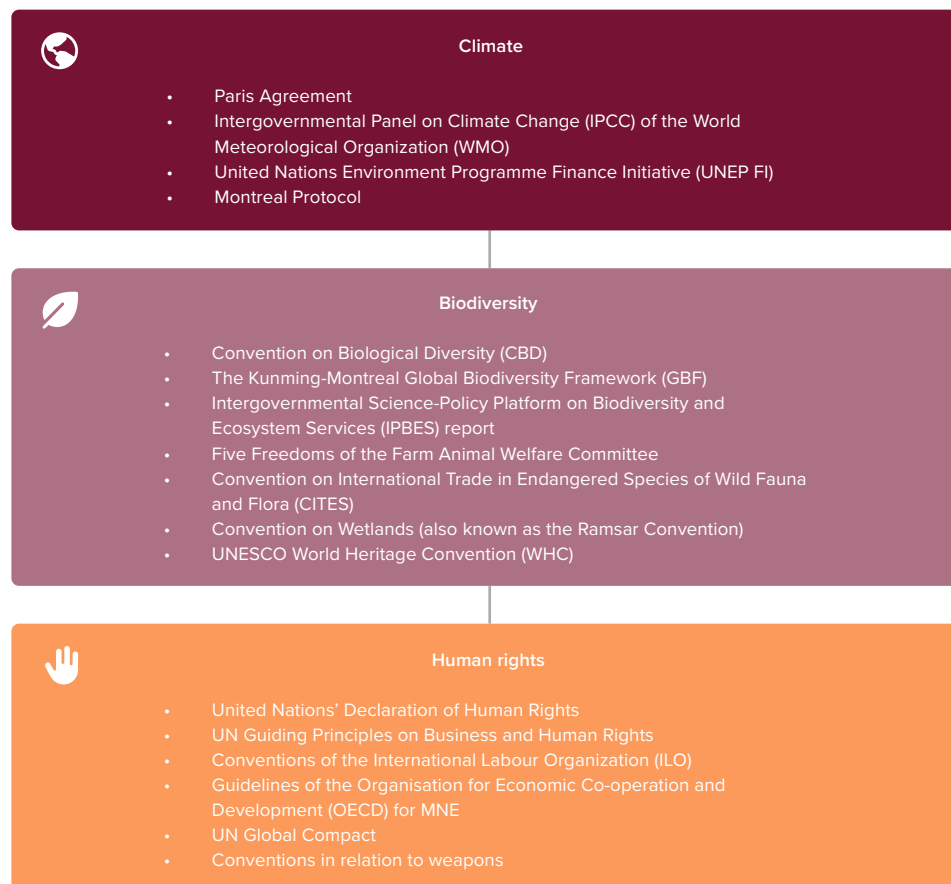 Climate
• Paris Agreement
• Intergovernmental Panel on Climate Change (IPCC) of the World
Meteorological Organization (WMO)
• United Nations Environment Programme Finance Initiative (UNEP FI)
• Montreal Protocol
Biodiversity
• Convention on Biological Diversity (CBD)
• The Kunming-Montreal Global Biodiversity Framework (GBF)
• Intergovernmental Science-Policy Platform on Biodiversity and
Ecosystem Services (IPBES) report
• Five Freedoms of the Farm Animal Welfare Committee
• Convention on International Trade in Endangered Species of Wild Fauna
and Flora (CITES)
• Convention on Wetlands (also known as the Ramsar Convention)
• UNESCO World Heritage Convention (WHC)
Human rights
• United Nations’ Declaration of Human Rights
• UN Guiding Principles on Business and Human Rights
• Conventions of the International Labour Organization (ILO)
• Guidelines of the Organisation for Economic Co-operation and
Development (OECD) for MNE
• UN Global Compact
• Conventions in relation to weapons